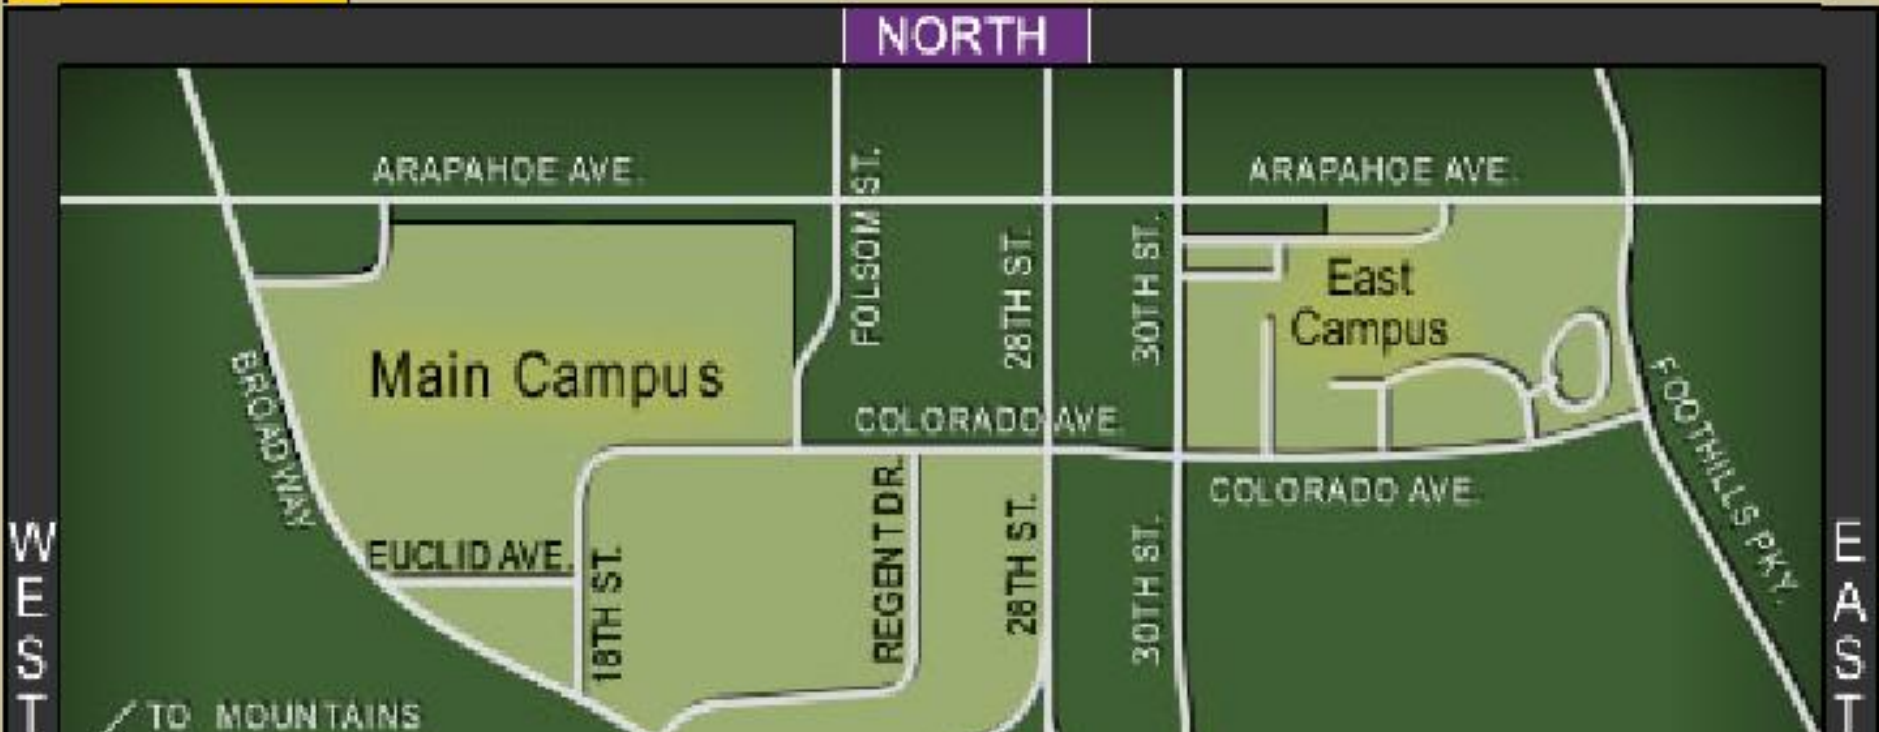 NORTH
ARAPAHOE AVE.
ARAPAHOE AVE.
FOLSOM ST.
28TH ST.
30TH ST.
East
Campus
Main Campus
BROADWAY
COLORADO AVE.
FOOTHILLS PKY.
COLORADO AVE.
EUCLID AVE.
18TH ST.
REGENT DR.
28TH ST.
30TH ST.
WEST
EAST
TO MOUNTAINS